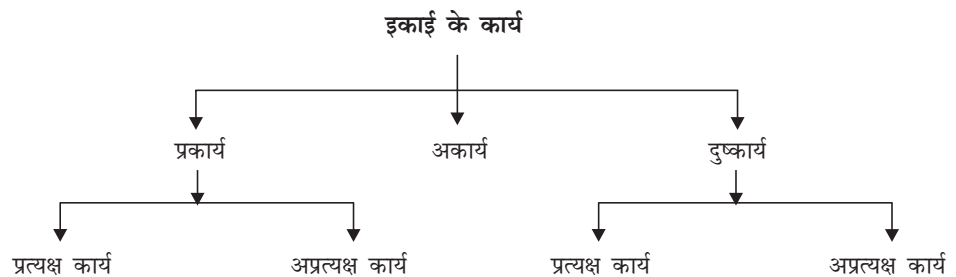 इकाई के कार्य
प्रकार्य अकार्य दुष्कार्य
प्रत्यक्ष कार्य अप्रत्यक्ष कार्य प्रत्यक्ष कार्य अप्रत्यक्ष कार्य